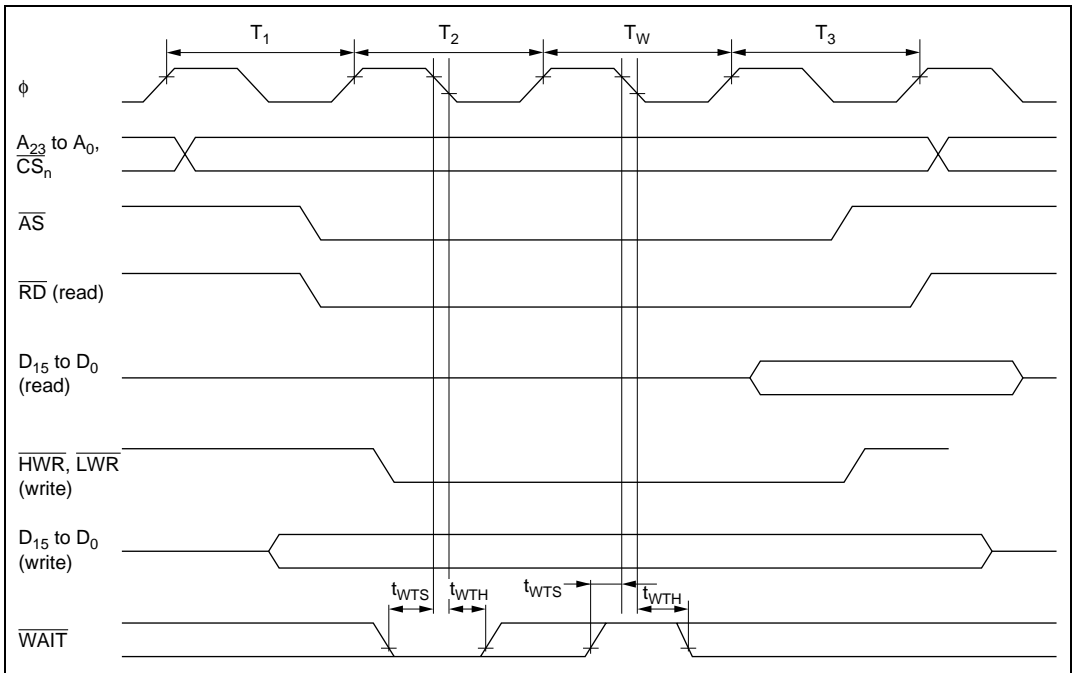 T1 T2 TW T3
ϕ
A23 to A0,
CSn
AS
RD (read)
D15 to D0
(read)
HWR, LWR
(write)
D15 to D0
(write)
tWTS tWTH tWTS tWTH
WAIT